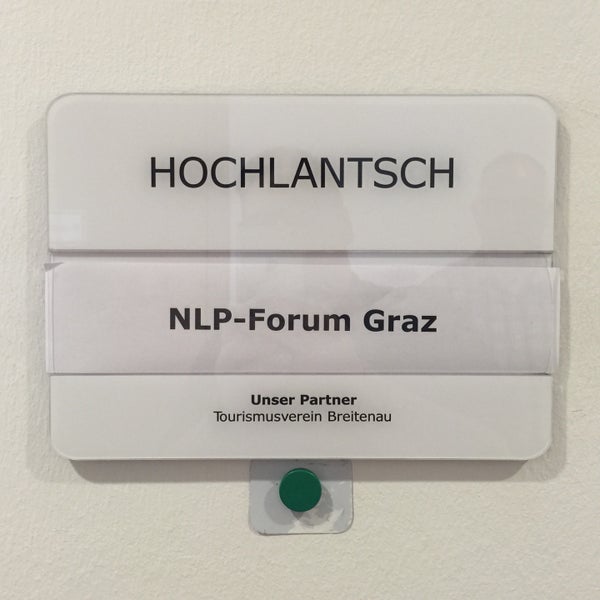 HOCHLANTSCH
NLP-Forum Graz
Unser Partner
Tourismusverein Breitenau